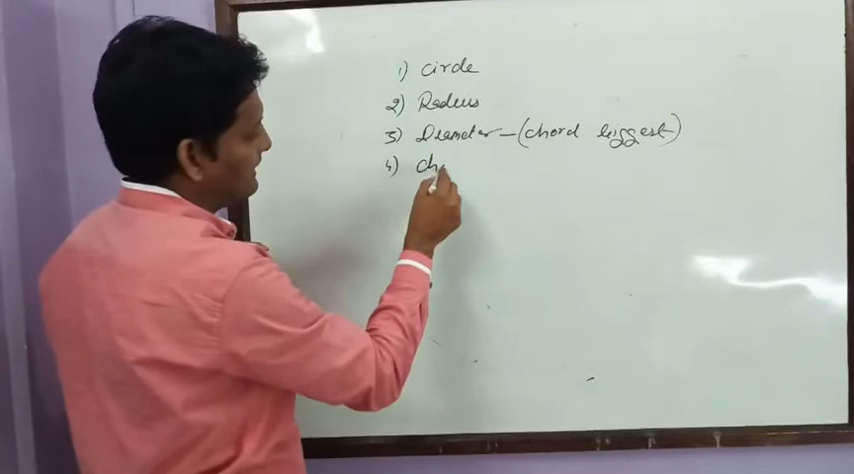 1) Circle
2) Radius
3) Diameter - (chord biggest)
4) Ch